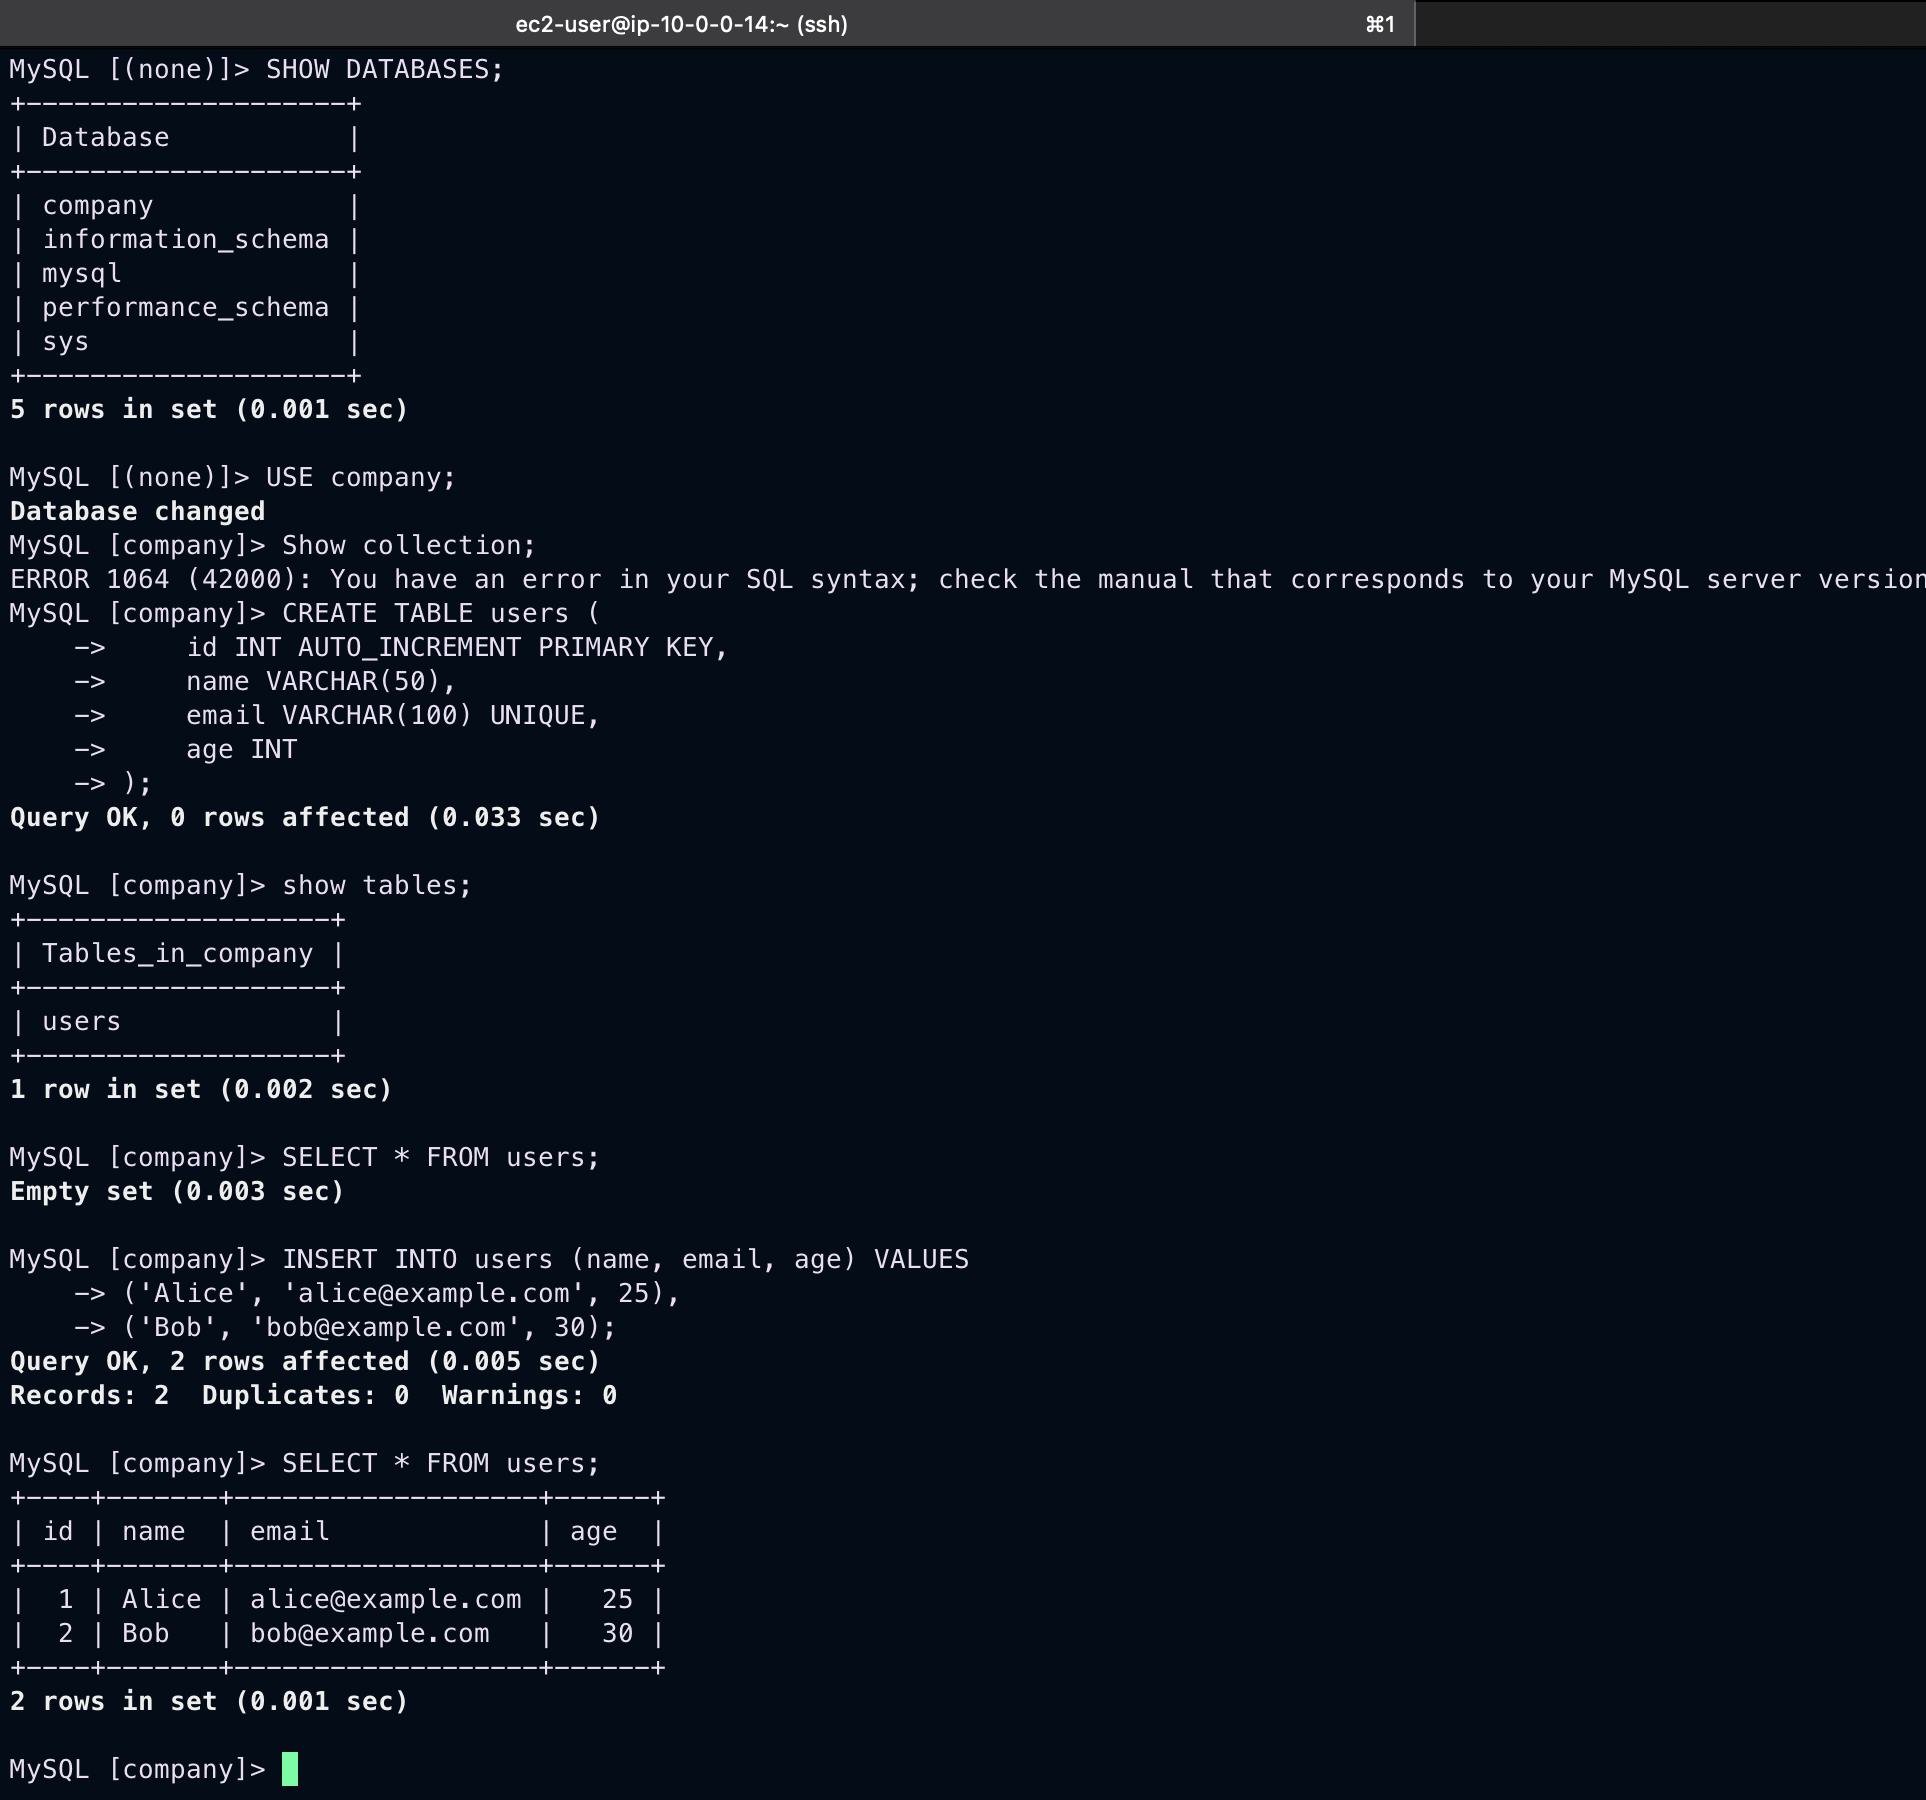 ec2-user@ip-10-0-0-14:~ (ssh) ⌘1
MySQL [(none)]> SHOW DATABASES;
+--------------------+
| Database           |
+--------------------+
| company            |
| information_schema |
| mysql              |
| performance_schema |
| sys                |
+--------------------+
5 rows in set (0.001 sec)

MySQL [(none)]> USE company;
Database changed
MySQL [company]> Show collection;
ERROR 1064 (42000): You have an error in your SQL syntax; check the manual that corresponds to your MySQL server version
MySQL [company]> CREATE TABLE users (
    ->     id INT AUTO_INCREMENT PRIMARY KEY,
    ->     name VARCHAR(50),
    ->     email VARCHAR(100) UNIQUE,
    ->     age INT
    -> );
Query OK, 0 rows affected (0.033 sec)

MySQL [company]> show tables;
+-------------------+
| Tables_in_company |
+-------------------+
| users             |
+-------------------+
1 row in set (0.002 sec)

MySQL [company]> SELECT * FROM users;
Empty set (0.003 sec)

MySQL [company]> INSERT INTO users (name, email, age) VALUES
    -> ('Alice', 'alice@example.com', 25),
    -> ('Bob', 'bob@example.com', 30);
Query OK, 2 rows affected (0.005 sec)
Records: 2  Duplicates: 0  Warnings: 0

MySQL [company]> SELECT * FROM users;
+----+-------+-------------------+------+
| id | name  | email             | age  |
+----+-------+-------------------+------+
|  1 | Alice | alice@example.com |   25 |
|  2 | Bob   | bob@example.com   |   30 |
+----+-------+-------------------+------+
2 rows in set (0.001 sec)

MySQL [company]>